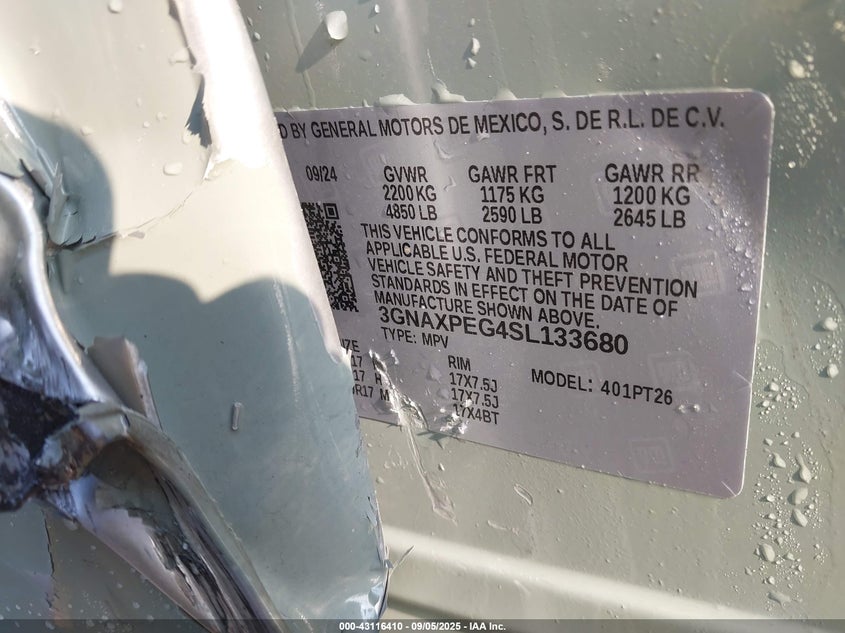 BY GENERAL MOTORS DE MEXICO, S. DE R.L. DE C.V.
09/24 GVWR GAWR FRT GAWR RR
2200 KG 1175 KG 1200 KG
4850 LB 2590 LB 2645 LB
THIS VEHICLE CONFORMS TO ALL
APPLICABLE U.S. FEDERAL MOTOR
VEHICLE SAFETY AND THEFT PREVENTION
STANDARDS IN EFFECT ON THE DATE OF
MANUFACTURE SHOWN ABOVE.
3GNAXPEG4SL133680
TYPE: MPV
RIM
17X7.5J MODEL: 401PT26
17X7.5J
17X4BT
000-43116410 - 09/05/2025 - IAA Inc.